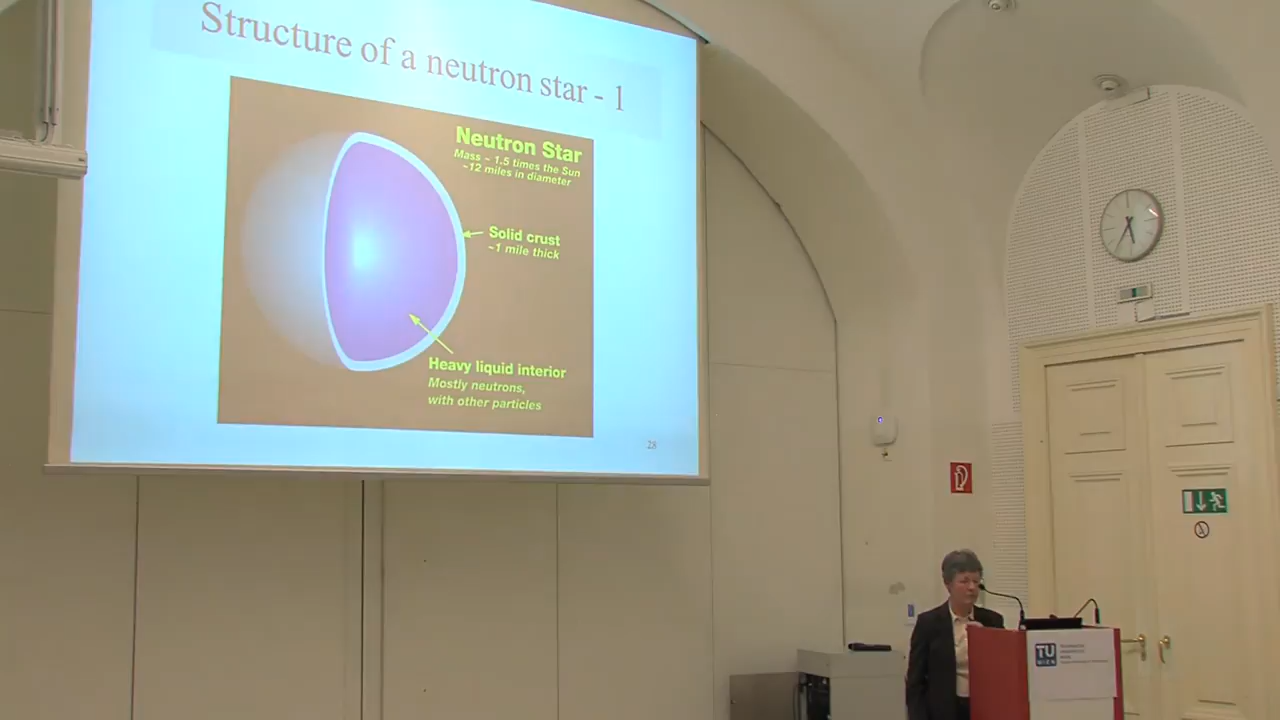 Structure of a neutron star - 1
Neutron Star
Mass ~ 1.5 times the Sun
~12 miles in diameter
Solid crust
~1 mile thick
Heavy liquid interior
Mostly neutrons,
with other particles
28
TU
WIEN